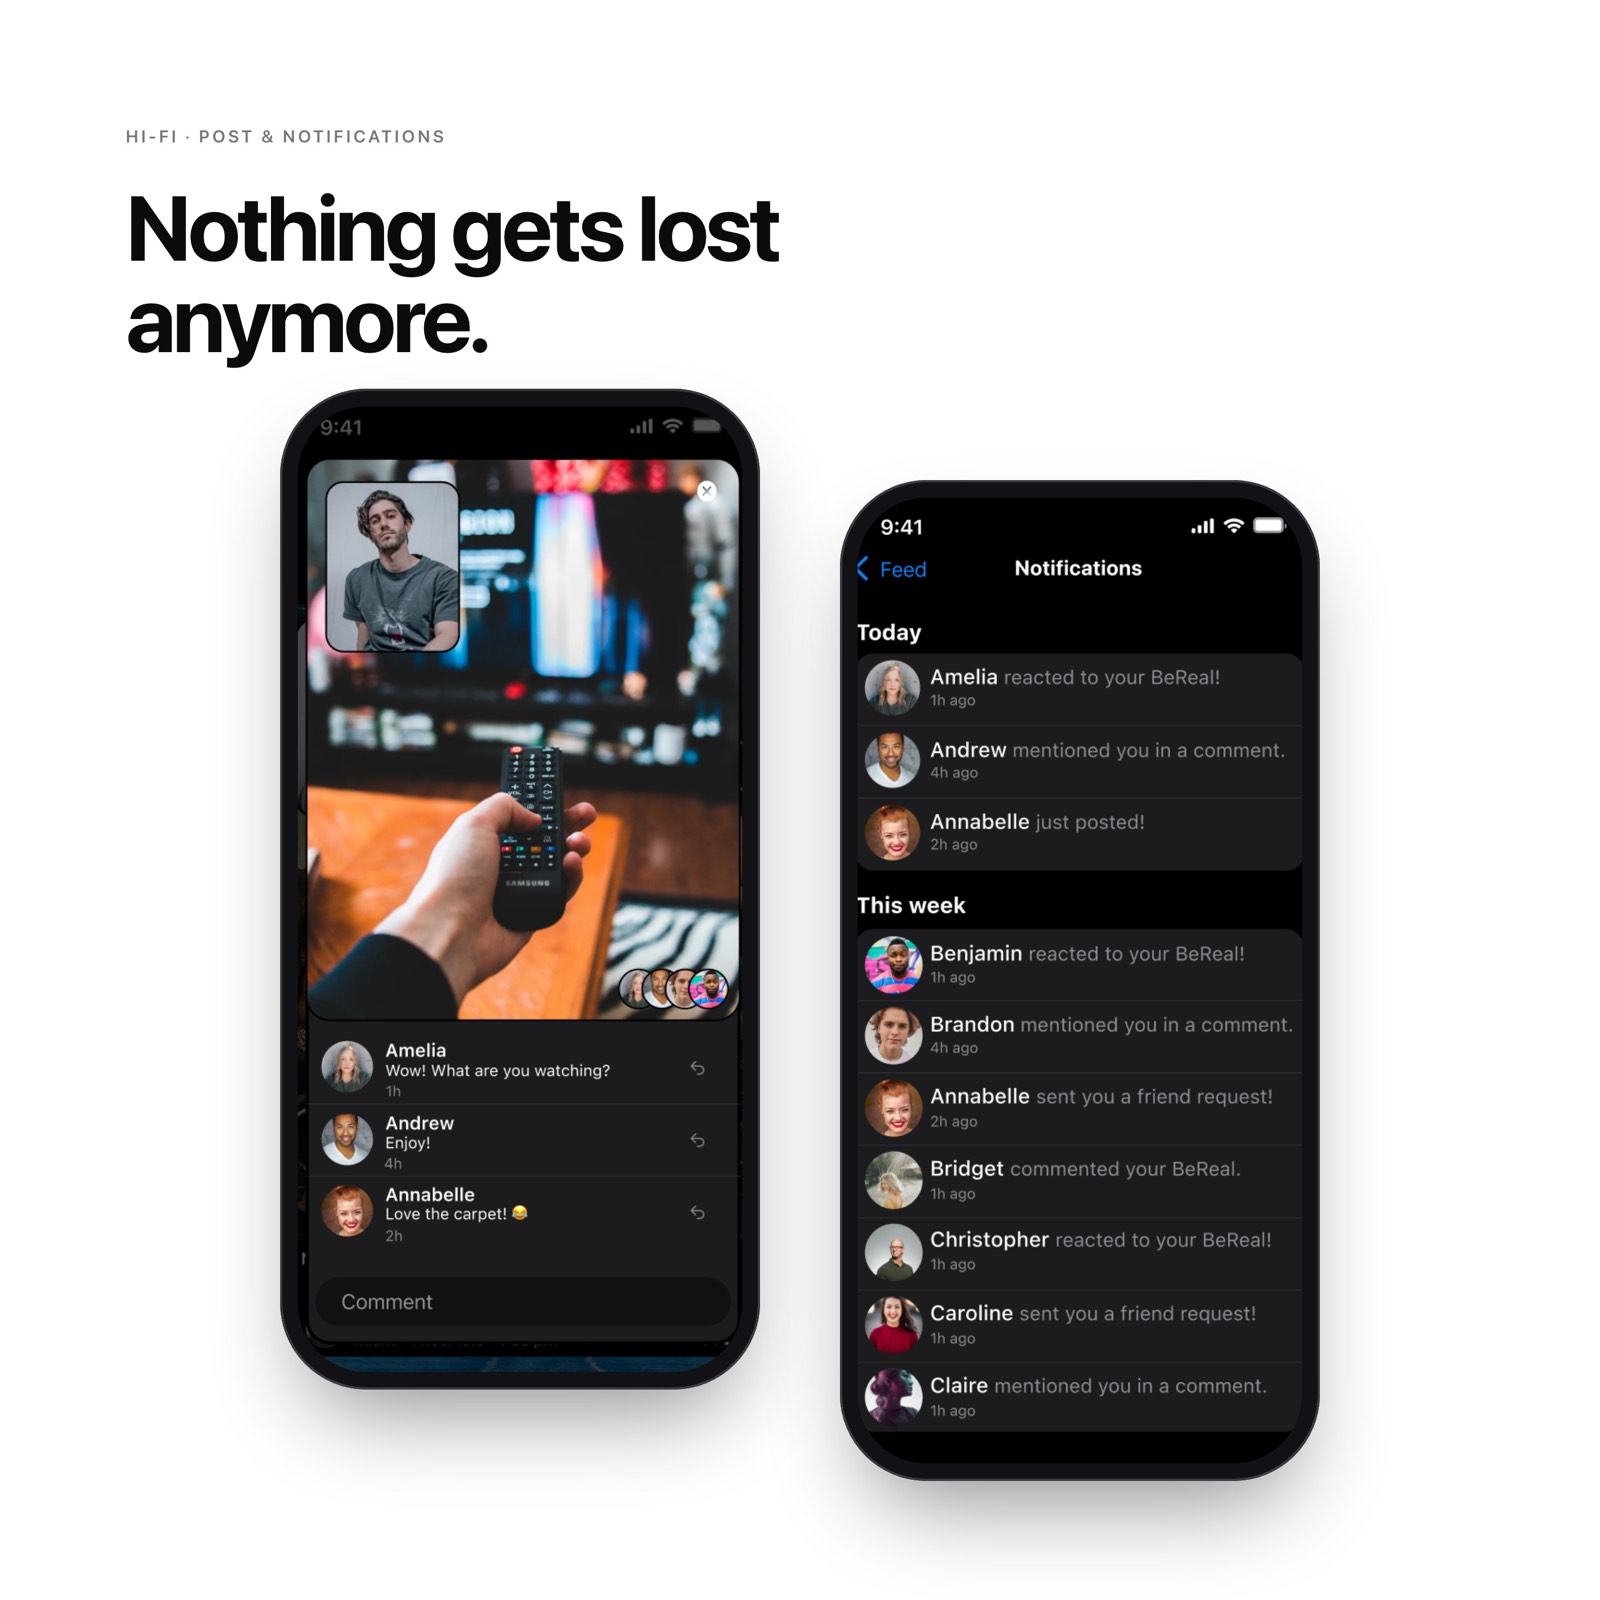 HI-FI · POST & NOTIFICATIONS
Nothing gets lost
anymore.
9:41
SAMSUNG
Amelia
Wow! What are you watching?
1h
Andrew
Enjoy!
4h
Annabelle
Love the carpet! 😂
2h
Comment
9:41
Feed
Notifications
Today
Amelia reacted to your BeReal!
1h ago
Andrew mentioned you in a comment.
4h ago
Annabelle just posted!
2h ago
This week
Benjamin reacted to your BeReal!
1h ago
Brandon mentioned you in a comment.
4h ago
Annabelle sent you a friend request!
2h ago
Bridget commented your BeReal.
1h ago
Christopher reacted to your BeReal!
1h ago
Caroline sent you a friend request!
1h ago
Claire mentioned you in a comment.
1h ago